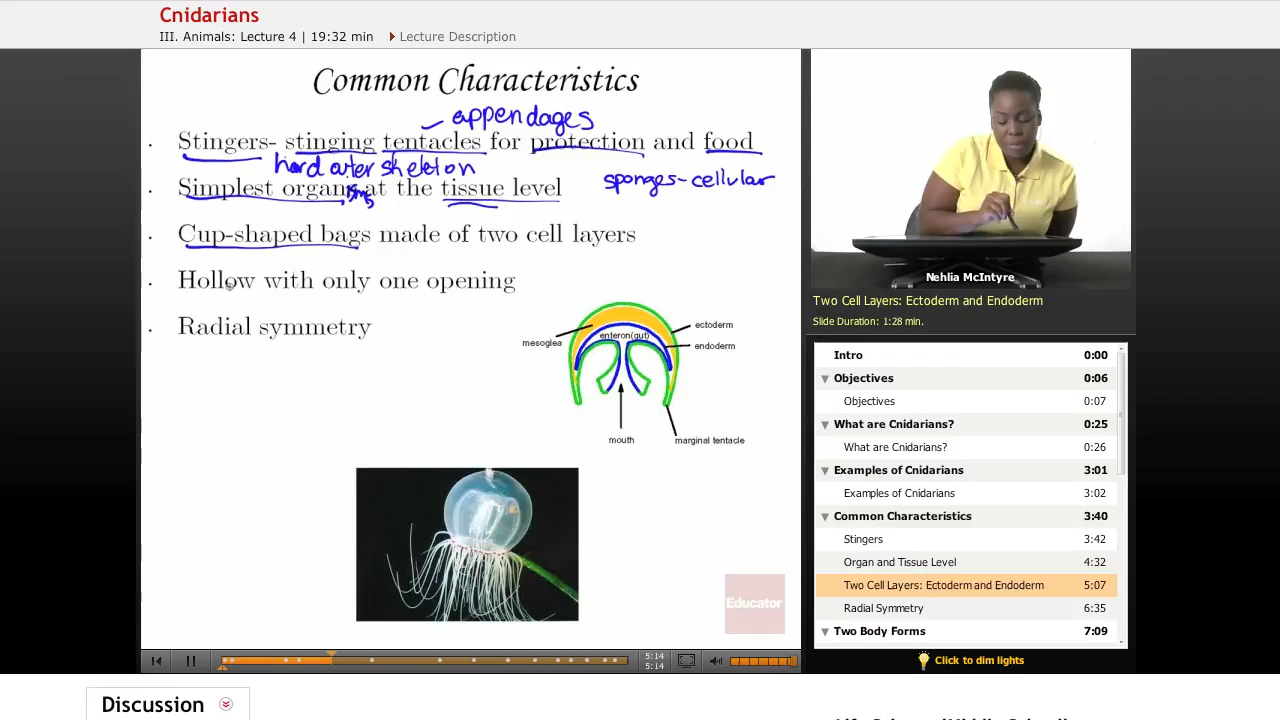 Cnidarians
III. Animals: Lecture 4 | 19:32 min
Lecture Description
Common Characteristics
appendages
· Stingers- stinging tentacles for protection and food
hard outer skeleton
· Simplest organisms at the tissue level
sponges-cellular
· Cup-shaped bags made of two cell layers
· Hollow with only one opening
· Radial symmetry
mesoglea
enteron(gut)
ectoderm
endoderm
mouth
marginal tentacle
Educator
5:14
5:14
Nehlia McIntyre
Two Cell Layers: Ectoderm and Endoderm
Slide Duration: 1:28 min.
Intro 0:00
Objectives 0:06
Objectives 0:07
What are Cnidarians? 0:25
What are Cnidarians? 0:26
Examples of Cnidarians 3:01
Examples of Cnidarians 3:02
Common Characteristics 3:40
Stingers 3:42
Organ and Tissue Level 4:32
Two Cell Layers: Ectoderm and Endoderm 5:07
Radial Symmetry 6:35
Two Body Forms 7:09
Click to dim lights
Discussion